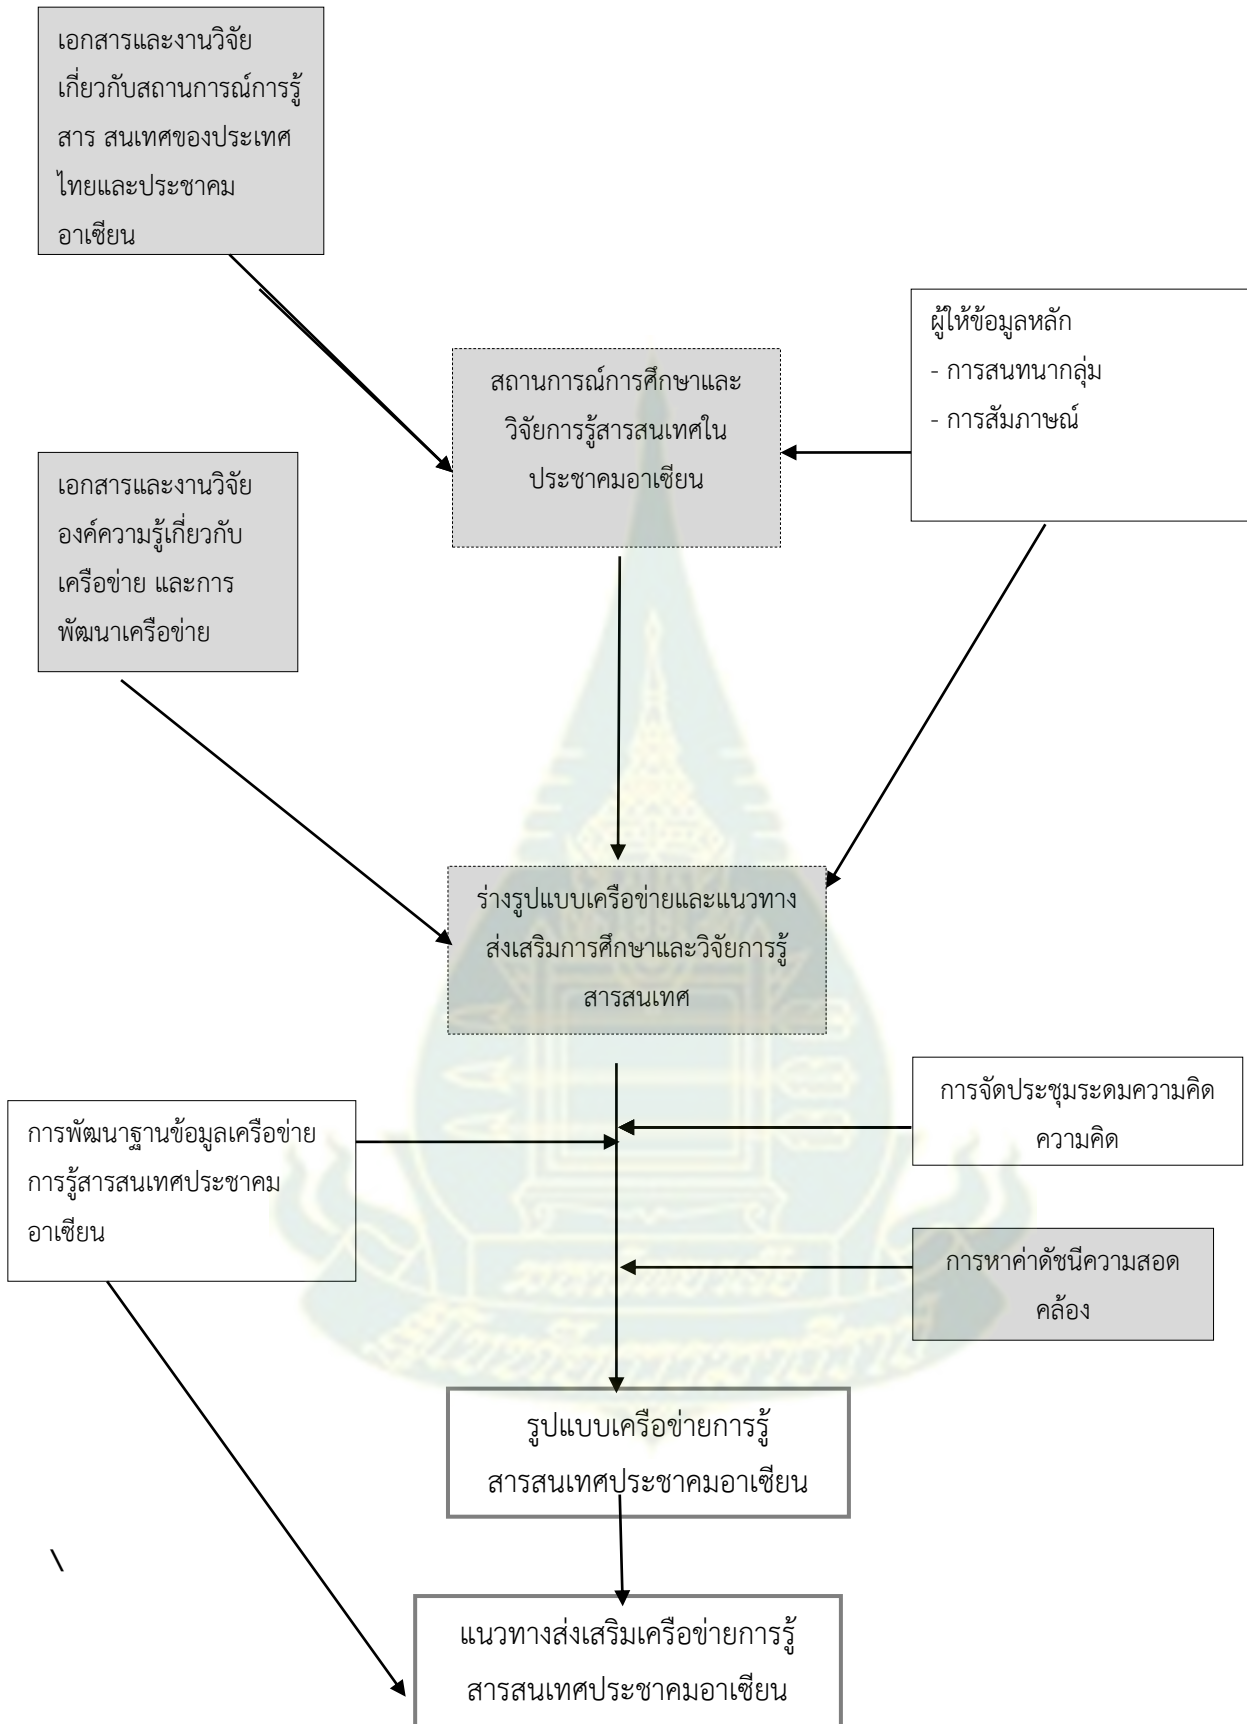 เอกสารและงานวิจัย
เกี่ยวกับสถานการณ์การรู้
สาร สนเทศของประเทศ
ไทยและประชาคม
อาเซียน
ผู้ให้ข้อมูลหลัก
- การสนทนากลุ่ม
- การสัมภาษณ์
สถานการณ์การศึกษาและ
วิจัยการรู้สารสนเทศใน
ประชาคมอาเซียน
เอกสารและงานวิจัย
องค์ความรู้เกี่ยวกับ
เครือข่าย และการ
พัฒนาเครือข่าย
ร่างรูปแบบเครือข่ายและแนวทาง
ส่งเสริมการศึกษาและวิจัยการรู้
สารสนเทศ
การจัดประชุมระดมความคิด
ความคิด
การพัฒนาฐานข้อมูลเครือข่าย
การรู้สารสนเทศประชาคม
อาเซียน
การหาค่าดัชนีความสอด
คล้อง
รูปแบบเครือข่ายการรู้
สารสนเทศประชาคมอาเซียน
\
แนวทางส่งเสริมเครือข่ายการรู้
สารสนเทศประชาคมอาเซียน